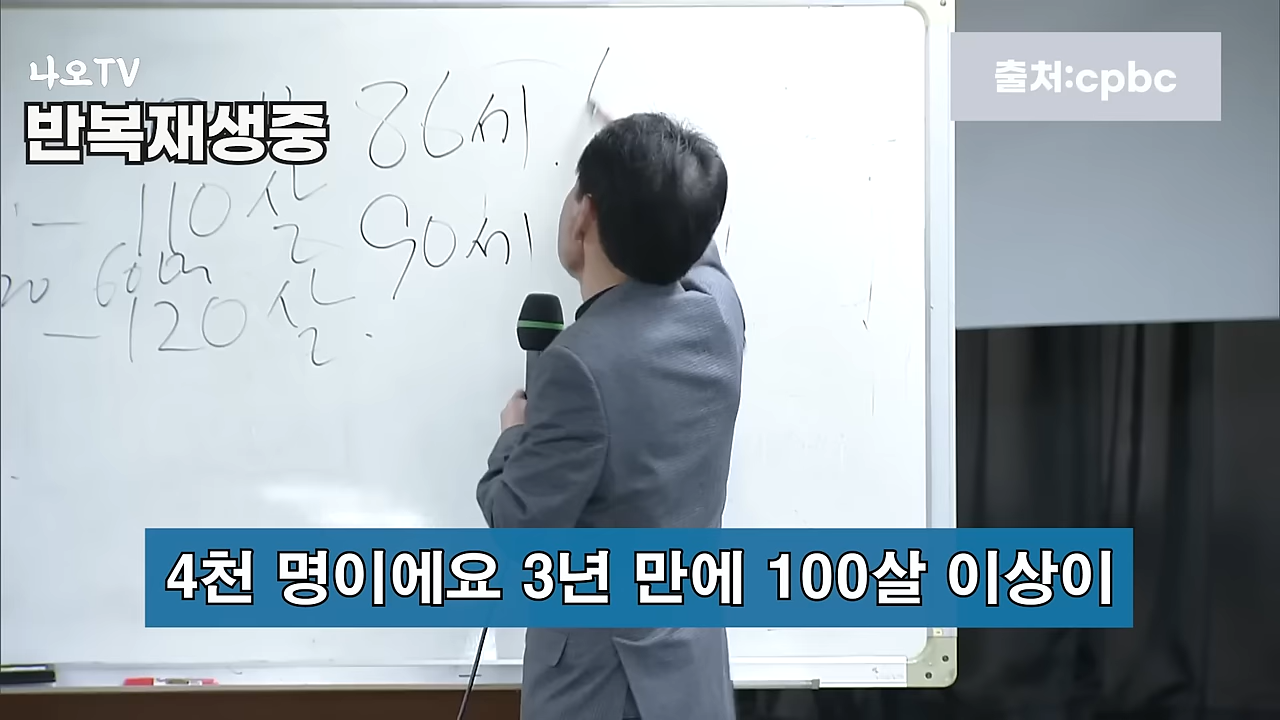 나오TV
반복재생중
출처:cpbc
86세.
110살 90세
60
120살.
4천 명이에요 3년 만에 100살 이상이